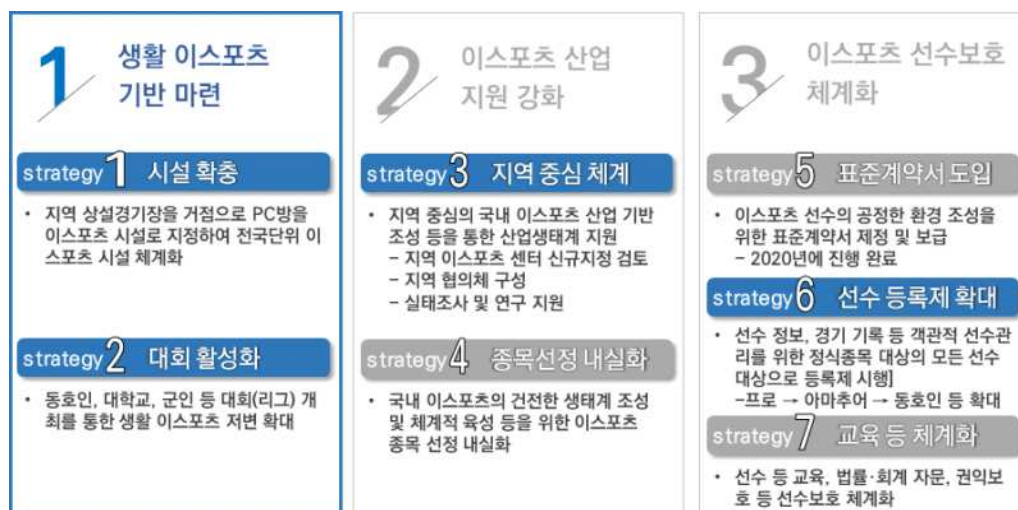 1
생활 이스포츠
기반 마련
strategy 1 시설 확충
• 지역 상설경기장을 거점으로 PC방을
이스포츠 시설로 지정하여 전국단위 이
스포츠 시설 체계화
strategy 2 대회 활성화
• 동호인, 대학교, 군인 등 대회(리그) 개
최를 통한 생활 이스포츠 저변 확대
2
이스포츠 산업
지원 강화
strategy 3 지역 중심 체계
• 지역 중심의 국내 이스포츠 산업 기반
조성 등을 통한 산업생태계 지원
– 지역 이스포츠 센터 신규지정 검토
– 지역 협의체 구성
– 실태조사 및 연구 지원
strategy 4 종목선정 내실화
• 국내 이스포츠의 건전한 생태계 조성
및 체계적 육성 등을 위한 이스포츠
종목 선정 내실화
3
이스포츠 선수보호
체계화
strategy 5 표준계약서 도입
• 이스포츠 선수의 공정한 환경 조성을
위한 표준계약서 제정 및 보급
– 2020년에 진행 완료
strategy 6 선수 등록제 확대
• 선수 정보, 경기 기록 등 객관적 선수관
리를 위한 정식종목 대상의 모든 선수
대상으로 등록제 시행]
–프로 → 아마추어 → 동호인 등 확대
strategy 7 교육 등 체계화
• 선수 등 교육, 법률·회계 자문, 권익보
호 등 선수보호 체계화